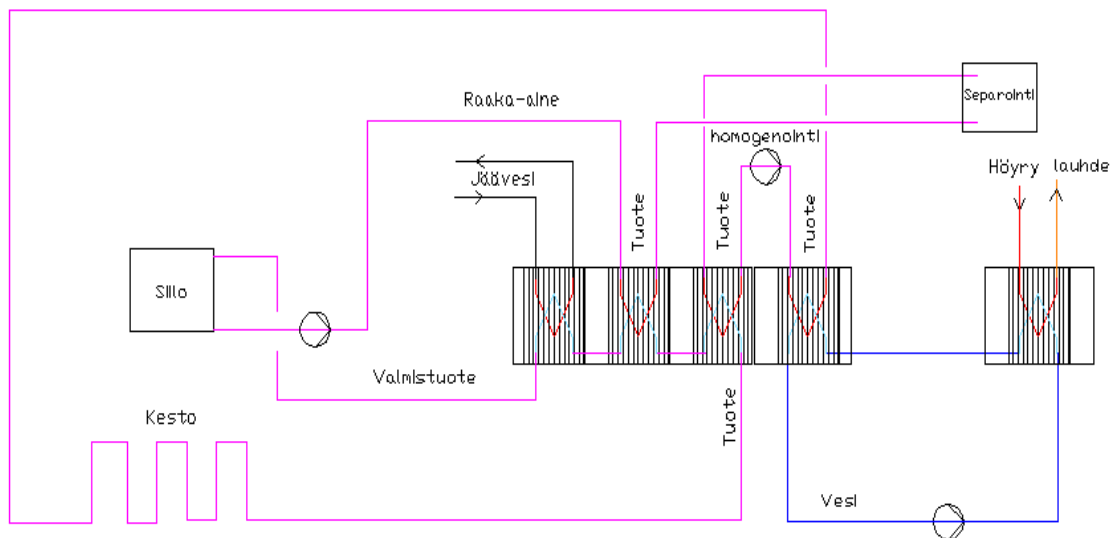 Raaka-aine
Separointi
homogenointi
Jäävesi
Höyry
lauhde
Tuote
Tuote
Tuote
Siilo
Valmistuote
Tuote
Kesto
Vesi